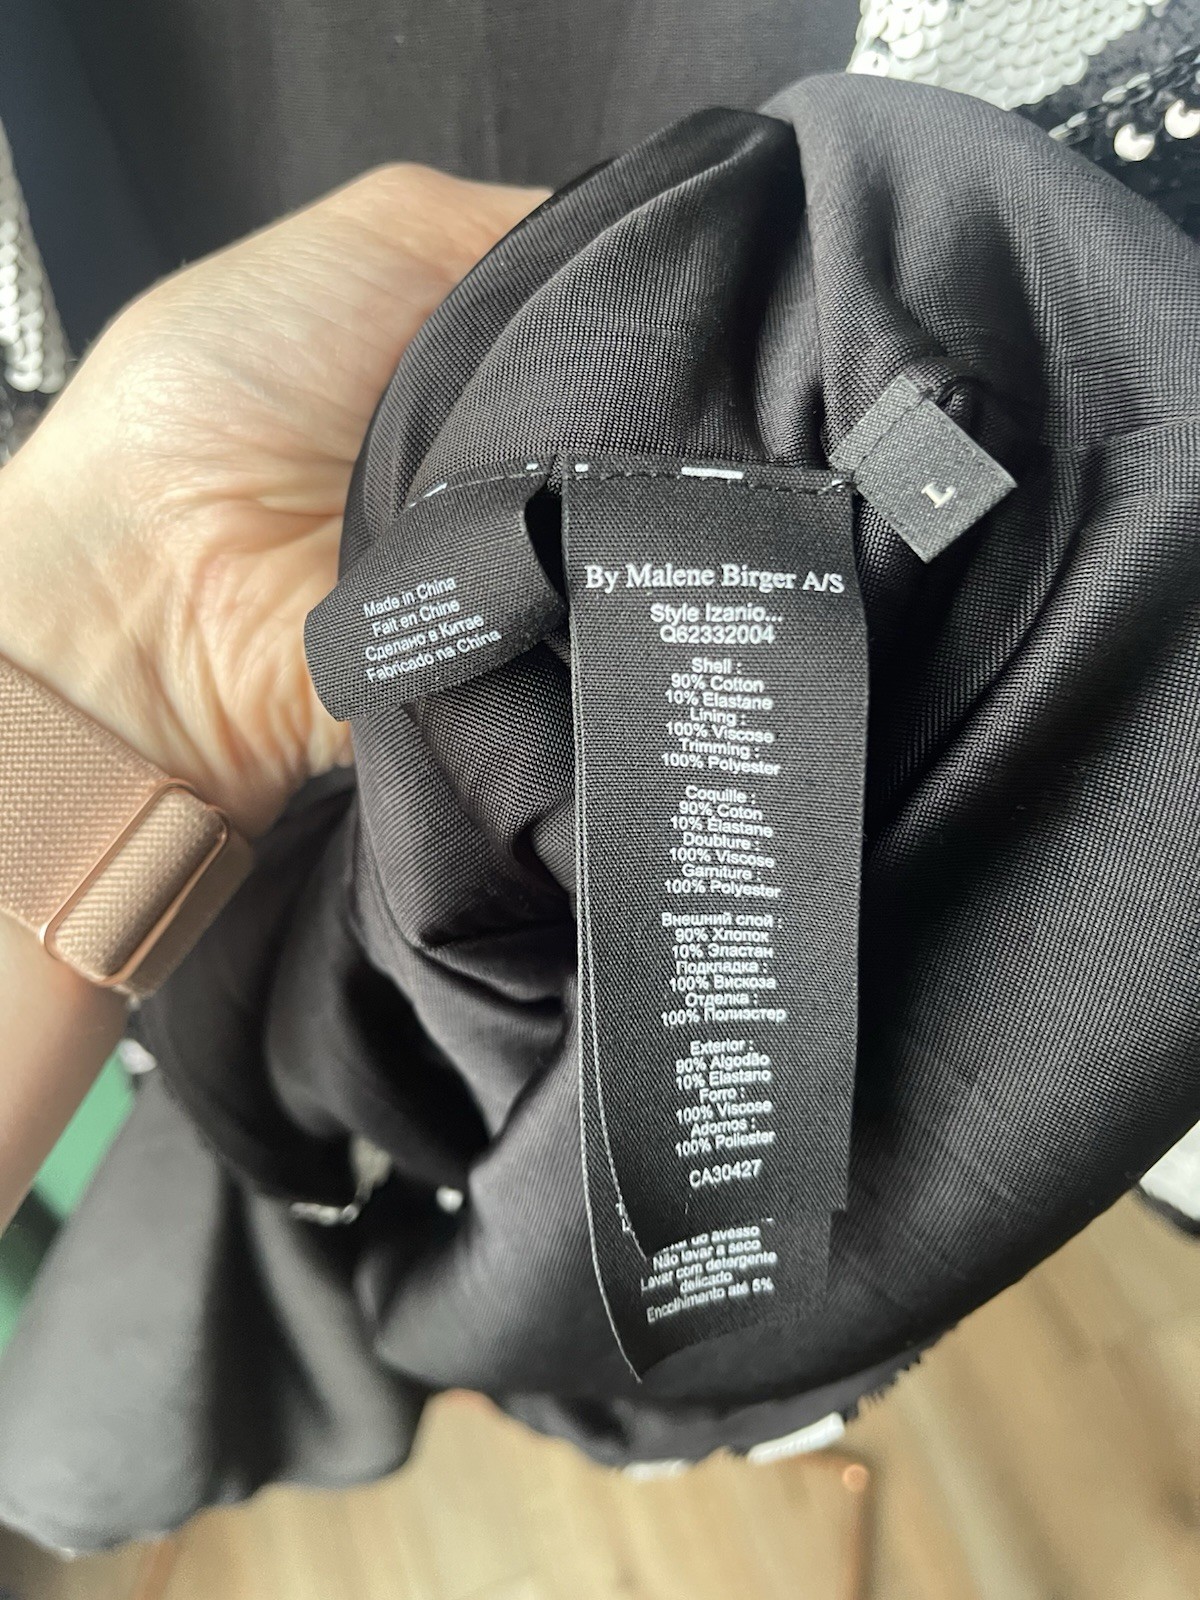 Made in China
Fait en Chine
Сделано в Китае
Fabricado na China
L
By Malene Birger A/S
Style Izanio...
Q62332004
Shell :
90% Cotton
10% Elastane
Lining :
100% Viscose
Trimming :
100% Polyester
Coquille :
90% Coton
10% Elastane
Doublure :
100% Viscose
Garniture :
100% Polyester
Внешний слой :
90% Хлопок
10% Эластан
Подкладка :
100% Вискоза
Отделка :
100% Полиэстер
Exterior :
90% Algodão
10% Elastano
Forro :
100% Viscose
Adornos :
100% Poliester
CA30427
do avesso
Não lavar a seco
Lavar com detergente
delicado
Encolhimento até 5%